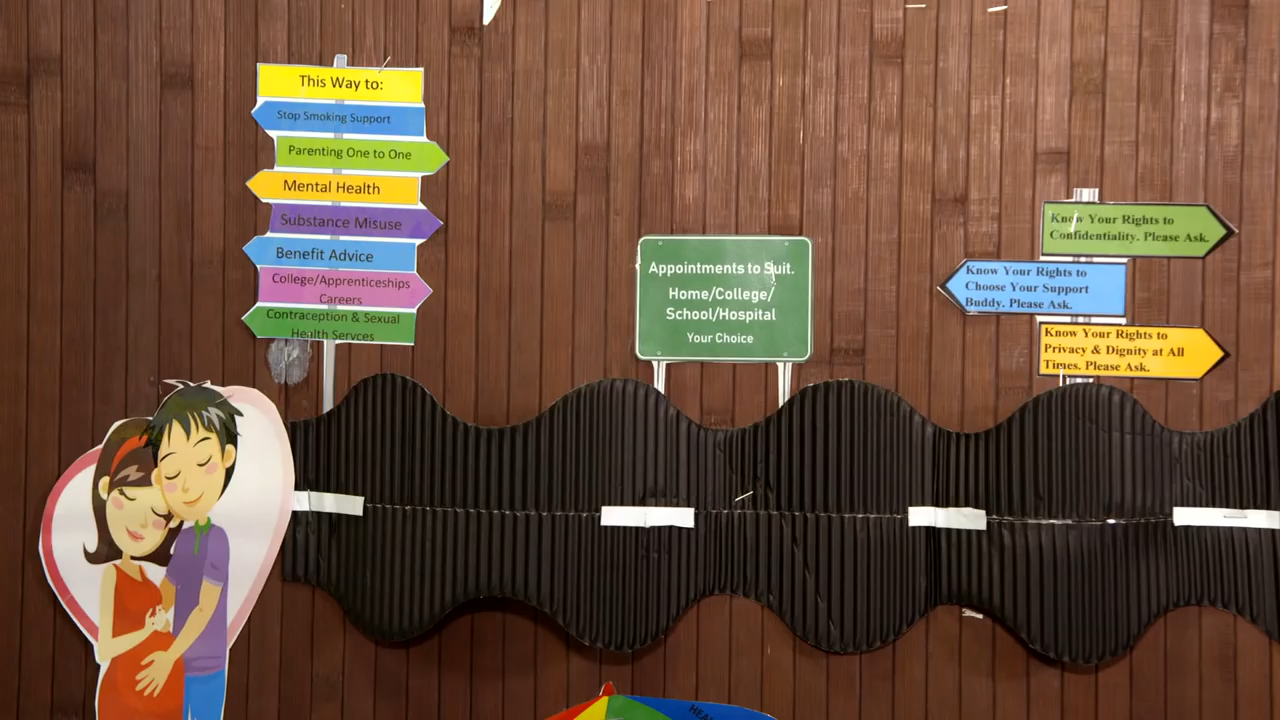 This Way to:
Stop Smoking Support
Parenting One to One
Mental Health
Substance Misuse
Benefit Advice
College/Apprenticeships
Careers
Contraception & Sexual
Health Servces
Appointments to Suit.
Home/College/
School/Hospital
Your Choice
Know Your Rights to
Confidentiality. Please Ask.
Know Your Rights to
Choose Your Support
Buddy. Please Ask.
Know Your Rights to
Privacy & Dignity at All
Times. Please Ask.